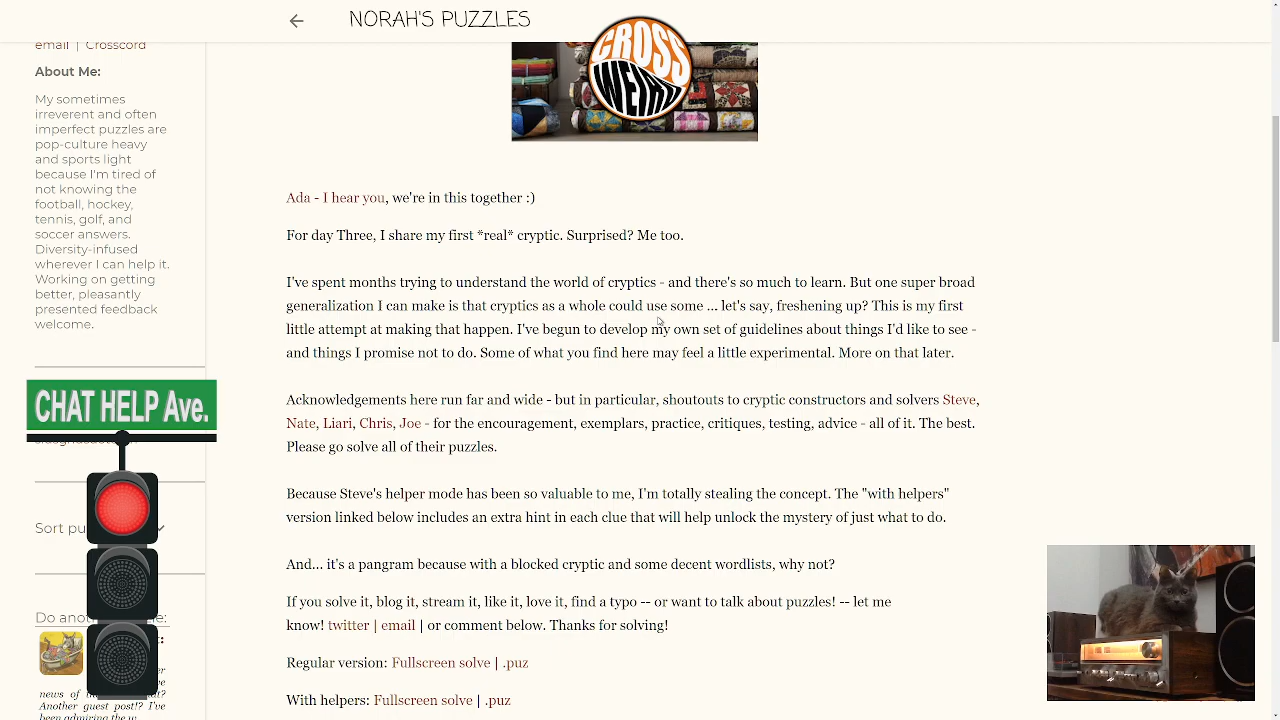 NORAH'S PUZZLES
CROSS
WEIRD
email | Crosscord
About Me:
My sometimes
irreverent and often
imperfect puzzles are
pop-culture heavy
and sports light
because I'm tired of
not knowing the
football, hockey,
tennis, golf, and
soccer answers.
Diversity-infused
wherever I can help it.
Working on getting
better, pleasantly
presented feedback
welcome.
CHAT HELP Ave.
Sort pu
Do anoth
Another guest post!? I've
been admiring the w
Ada - I hear you, we're in this together :)
For day Three, I share my first *real* cryptic. Surprised? Me too.
I've spent months trying to understand the world of cryptics - and there's so much to learn. But one super broad
generalization I can make is that cryptics as a whole could use some ... let's say, freshening up? This is my first
little attempt at making that happen. I've begun to develop my own set of guidelines about things I'd like to see -
and things I promise not to do. Some of what you find here may feel a little experimental. More on that later.
Acknowledgements here run far and wide - but in particular, shoutouts to cryptic constructors and solvers Steve,
Nate, Liari, Chris, Joe - for the encouragement, exemplars, practice, critiques, testing, advice - all of it. The best.
Please go solve all of their puzzles.
Because Steve's helper mode has been so valuable to me, I'm totally stealing the concept. The "with helpers"
version linked below includes an extra hint in each clue that will help unlock the mystery of just what to do.
And... it's a pangram because with a blocked cryptic and some decent wordlists, why not?
If you solve it, blog it, stream it, like it, love it, find a typo -- or want to talk about puzzles! -- let me
know! twitter | email | or comment below. Thanks for solving!
Regular version: Fullscreen solve | .puz
With helpers: Fullscreen solve | .puz